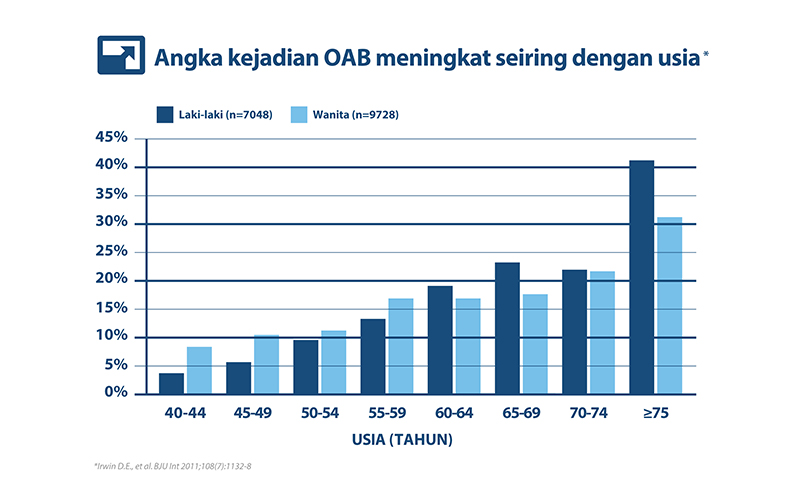 Angka kejadian OAB meningkat seiring dengan usia*
Laki-laki (n=7048) Wanita (n=9728)
45%
40%
35%
30%
25%
20%
15%
10%
5%
0%
40-44 45-49 50-54 55-59 60-64 65-69 70-74 ≥75
USIA (TAHUN)
*Irwin D.E., et al. BJU Int 2011;108(7):1132-8